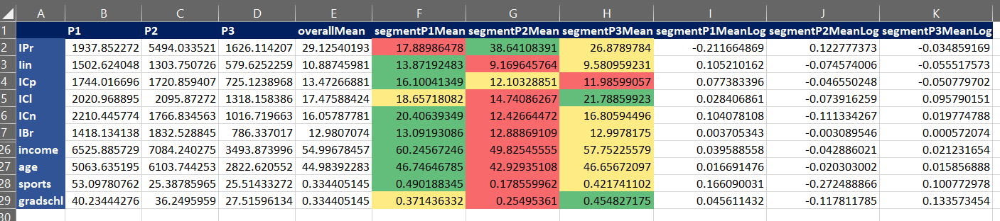 A B C D E F G H I J K
1 P1 P2 P3 overallMean segmentP1Mean segmentP2Mean segmentP3Mean segmentP1MeanLog segmentP2MeanLog segmentP3MeanLog
2 IPr 1937.852272 5494.033521 1626.114207 29.12540193 17.88986478 38.64108391 26.8789784 -0.211664869 0.122777373 -0.034859169
3 Iin 1502.624048 1303.750726 579.6252259 10.88745981 13.87192483 9.169645764 9.580959231 0.105210162 -0.074574006 -0.055517573
4 ICp 1744.016696 1720.859407 725.1238968 13.47266881 16.10041349 12.10328851 11.98599057 0.077383396 -0.046550248 -0.050779702
5 ICl 2020.968895 2095.87272 1318.158386 17.47588424 18.65718082 14.74086267 21.78859923 0.028406861 -0.073916259 0.095790151
6 ICn 2210.445774 1766.834563 1016.719663 16.05787781 20.40639349 12.42664472 16.80594496 0.104078108 -0.111334267 0.019774788
7 IBr 1418.134138 1832.528845 786.337017 12.9807074 13.09193086 12.88869109 12.9978175 0.003705343 -0.003089546 0.000572074
26 income 6525.885729 7084.240275 3493.873996 54.99678457 60.24567246 49.82545555 57.75225579 0.039588558 -0.042886021 0.021231654
27 age 5063.635195 6103.744253 2822.620552 44.98392283 46.74646785 42.92935108 46.65672097 0.016691476 -0.020303002 0.015856888
28 sports 53.09780762 25.38785965 25.51433272 0.334405145 0.490188345 0.178559962 0.421741102 0.166090031 -0.272488866 0.100772978
29 gradschl 40.23444276 36.2495959 27.51596134 0.334405145 0.371436332 0.25495361 0.454827175 0.045611432 -0.117811785 0.133573454
30